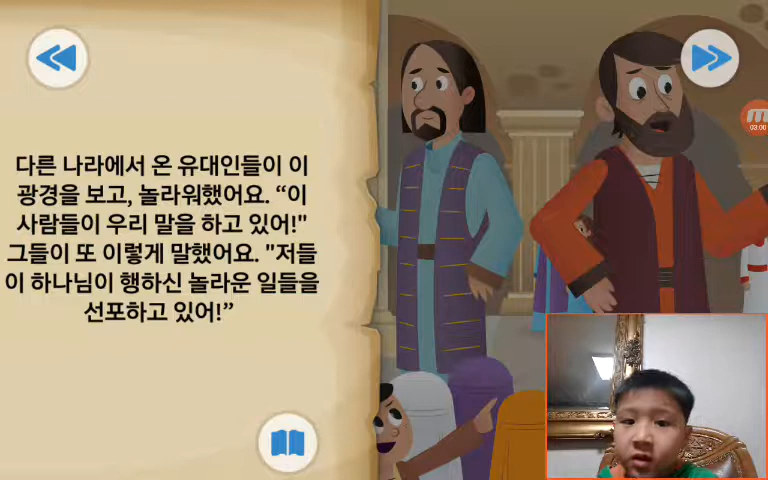 다른 나라에서 온 유대인들이 이
광경을 보고, 놀라워했어요. “이
사람들이 우리 말을 하고 있어!"
그들이 또 이렇게 말했어요. "저들
이 하나님이 행하신 놀라운 일들을
선포하고 있어!”
03:00